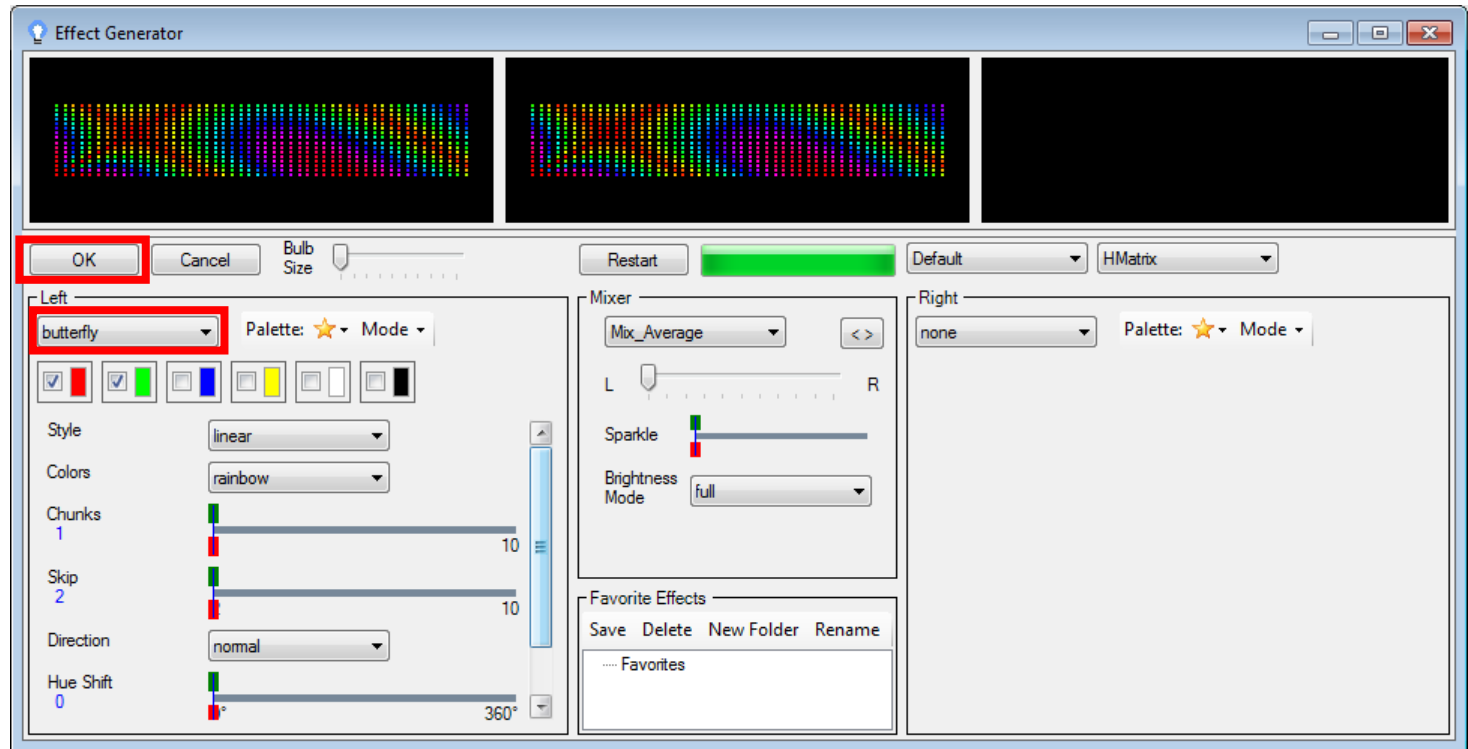 Effect Generator
OK
Cancel
Bulb
Size
Restart
Default
HMatrix
Left
butterfly
Palette:
Mode
Style
linear
Colors
rainbow
Chunks
1
10
Skip
2
10
Direction
normal
Hue Shift
0
360°
Mixer
Mix_Average
< >
L
R
Sparkle
Brightness
Mode
full
Favorite Effects
Save Delete New Folder Rename
Favorites
Right
none
Palette:
Mode